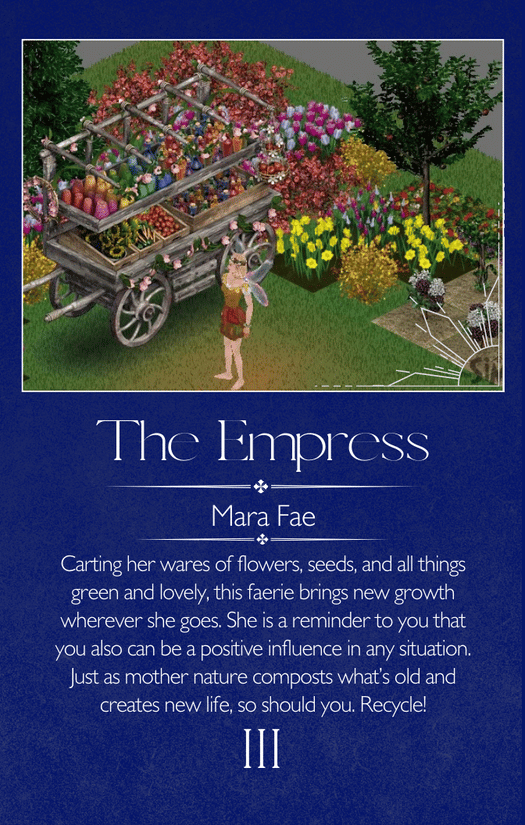 The Empress
Mara Fae
Carting her wares of flowers, seeds, and all things
green and lovely, this faerie brings new growth
wherever she goes. She is a reminder to you that
you also can be a positive influence in any situation.
Just as mother nature composts what's old and
creates new life, so should you. Recycle!
III